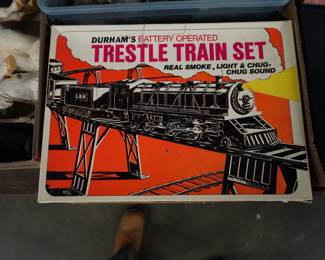 DURHAM'S BATTERY OPERATED
TRESTLE TRAIN SET
REAL SMOKE, LIGHT & CHUG-
CHUG SOUND
L&N